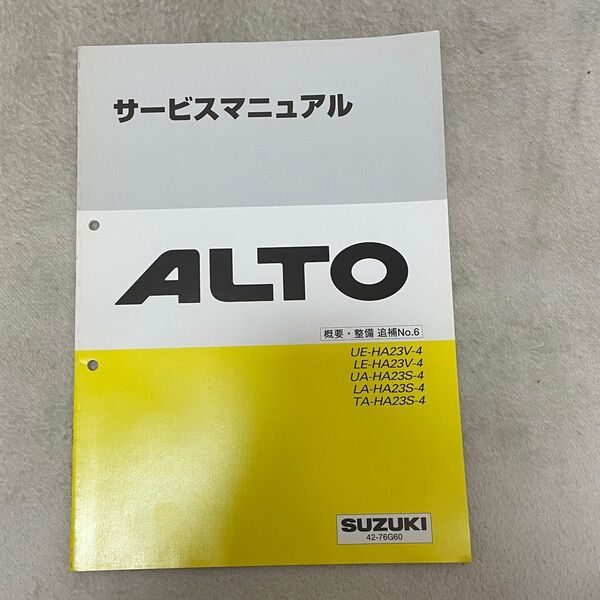 サービスマニュアル
ALTO
概要・整備 追補No.6
UE-HA23V-4
LE-HA23V-4
UA-HA23S-4
LA-HA23S-4
TA-HA23S-4
SUZUKI
42-76G60